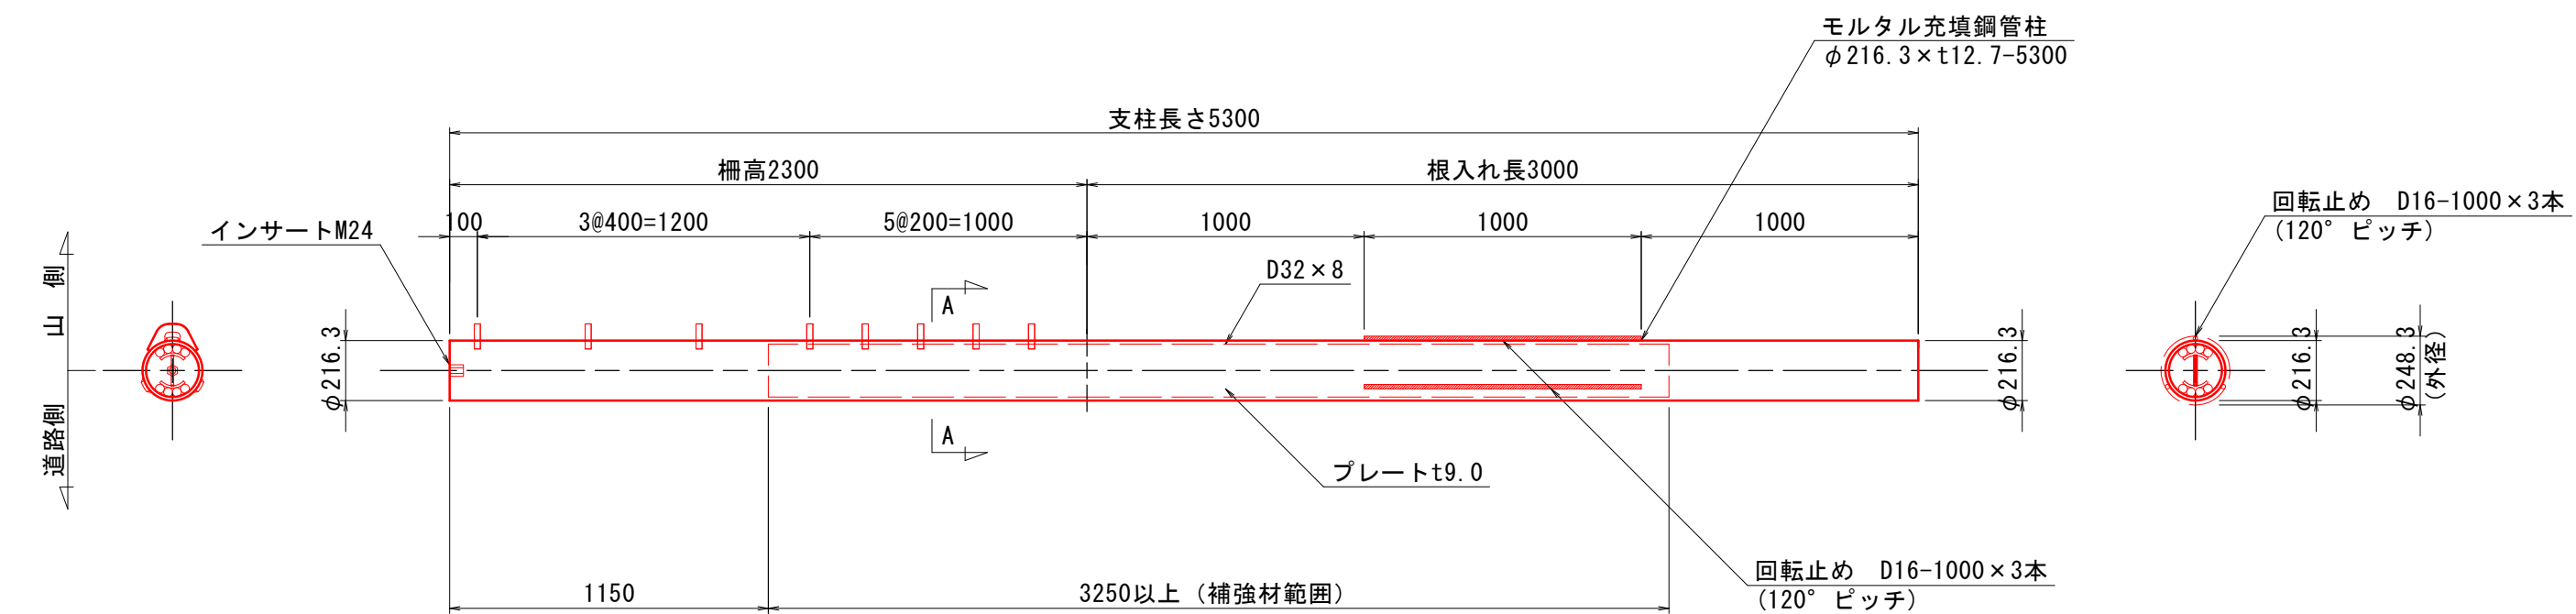 モルタル充填鋼管柱
φ216.3×t12.7-5300
支柱長さ5300
柵高2300
根入れ長3000
100
3@400=1200
5@200=1000
1000
1000
1000
インサートM24
回転止め　D16-1000×3本
(120°ピッチ)
山　側
道路側
D32×8
A
A
φ216.3
φ216.3
φ216.3
φ248.3
(外径)
プレートt9.0
回転止め　D16-1000×3本
(120°ピッチ)
1150
3250以上（補強材範囲）